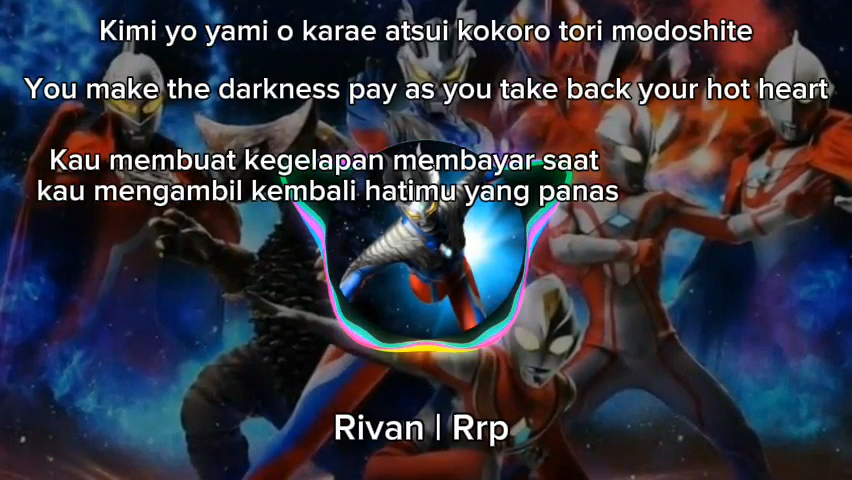 Kimi yo yami o karae atsui kokoro tori modoshite
You make the darkness pay as you take back your hot heart
Kau membuat kegelapan membayar saat
kau mengambil kembali hatimu yang panas
Rivan | Rrp